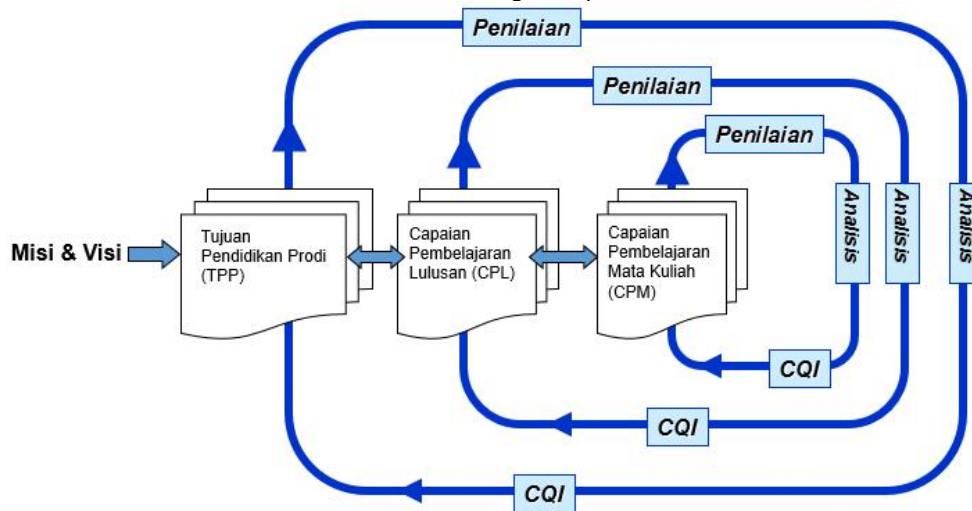 Penilaian
Penilaian
Penilaian
Misi & Visi
Tujuan
Pendidikan Prodi
(TPP)
Capaian
Pembelajaran
Lulusan (CPL)
Capaian
Pembelajaran
Mata Kuliah
(CPM)
Analisis
Analisis
Analisis
CQI
CQI
CQI